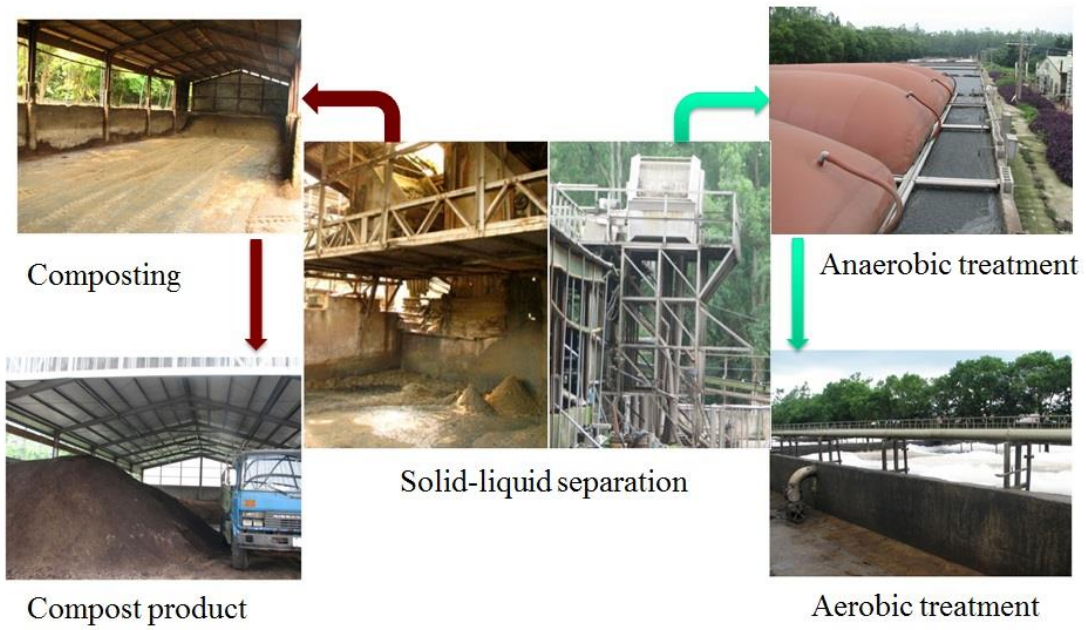 Composting
Anaerobic treatment
Solid-liquid separation
Compost product
Aerobic treatment